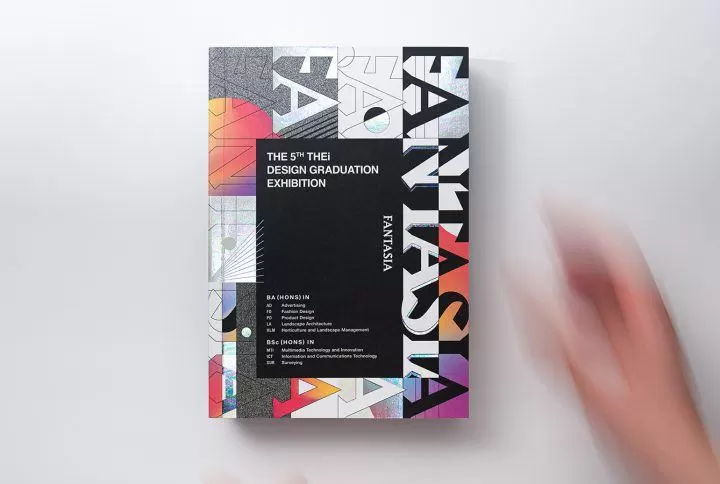 FANTASIA
THE 5TH THEi
DESIGN GRADUATION
EXHIBITION
FANTASIA
BA (HONS) IN
AD Advertising
FD Fashion Design
PD Product Design
LA Landscape Architecture
HLM Horticulture and Landscape Management
BSc (HONS) IN
MTI Multimedia Technology and Innovation
ICT Information and Communications Technology
SUR Surveying